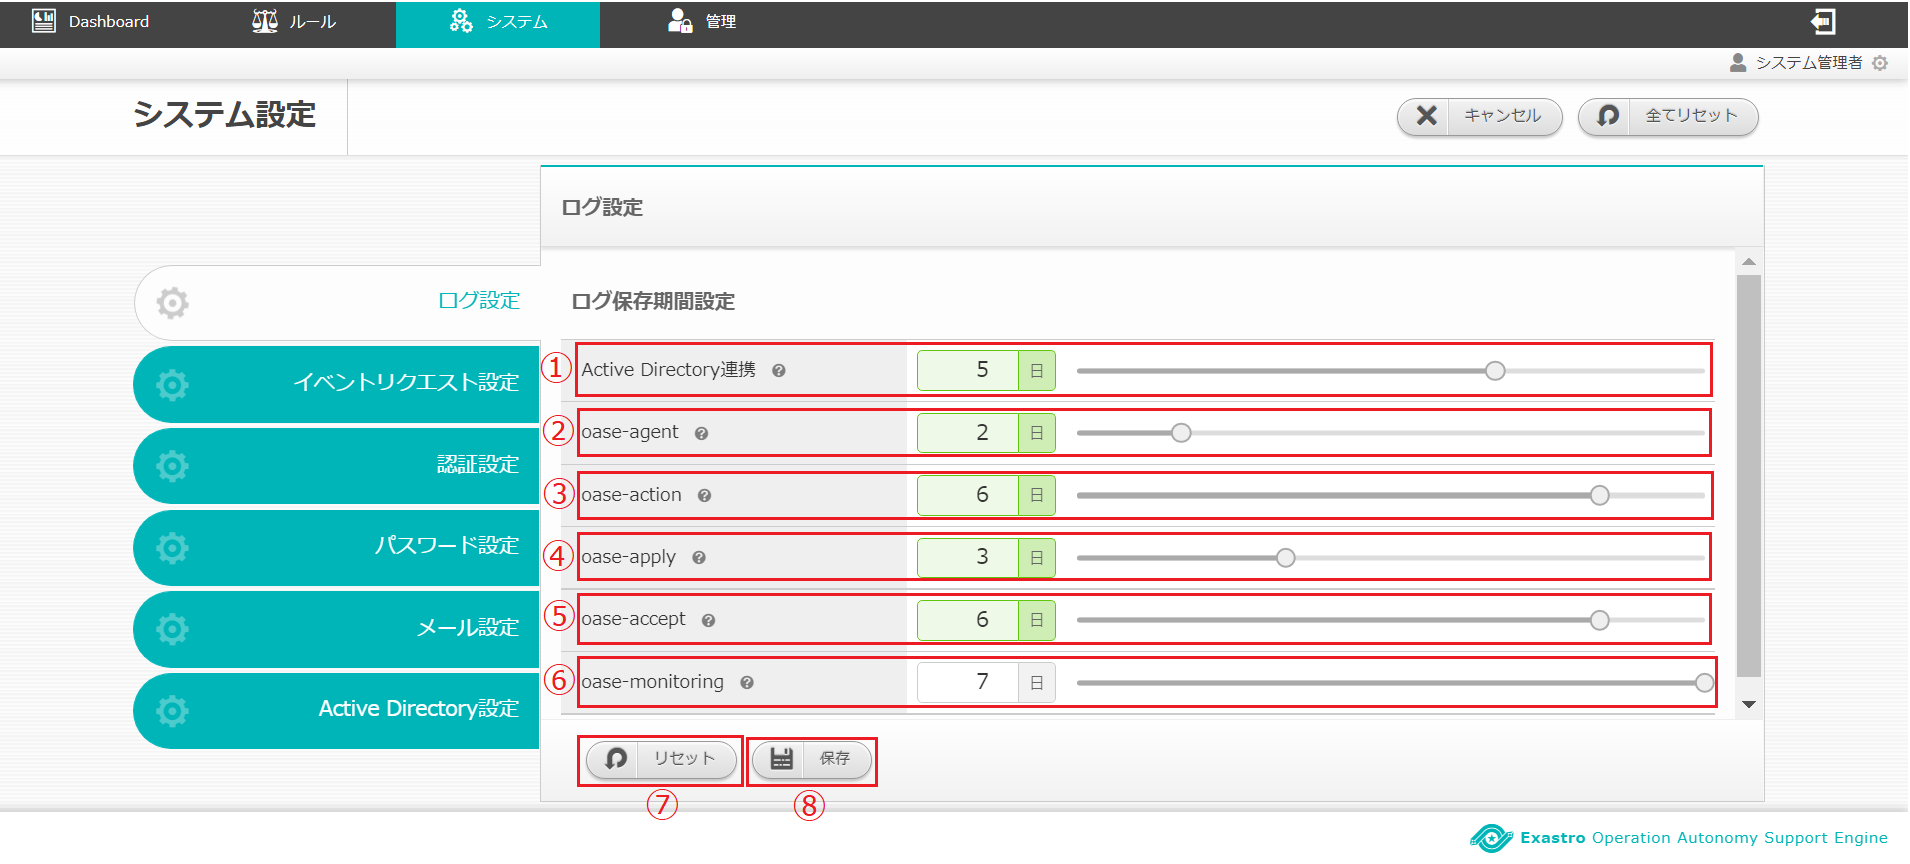 Dashboard
ルール
システム
管理
システム管理者
システム設定
キャンセル
全てリセット
ログ設定
ログ設定
イベントリクエスト設定
認証設定
パスワード設定
メール設定
Active Directory設定
ログ保存期間設定
① Active Directory連携 ? 5 日
② oase-agent ? 2 日
③ oase-action ? 6 日
④ oase-apply ? 3 日
⑤ oase-accept ? 6 日
⑥ oase-monitoring ? 7 日
リセット
保存
⑦
⑧
Exastro Operation Autonomy Support Engine